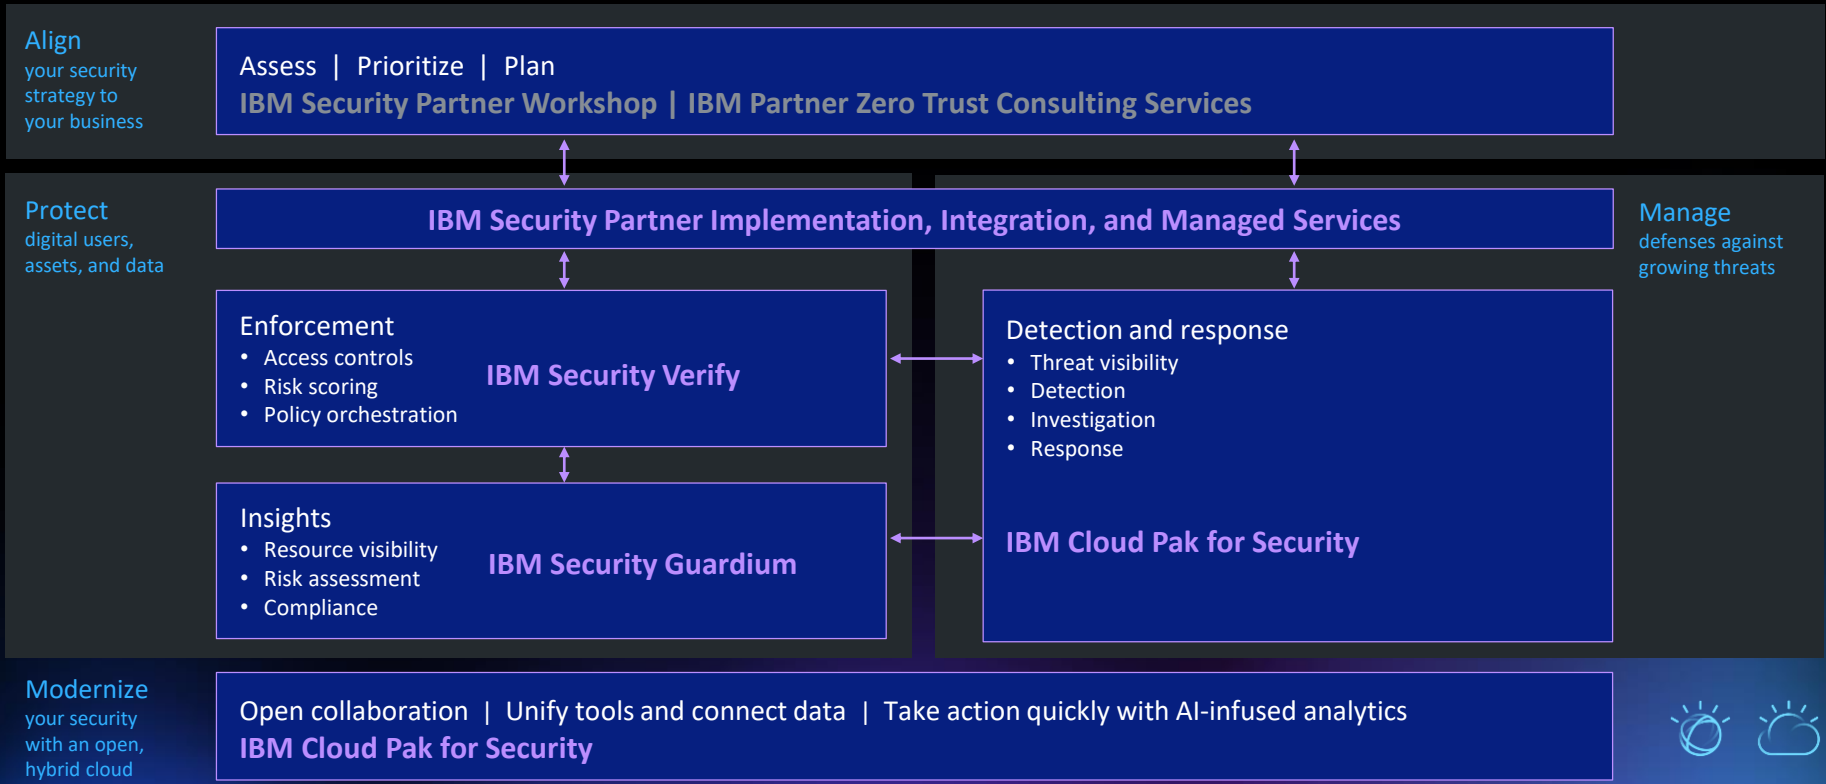 Align
your security
strategy to
your business
Assess | Prioritize | Plan
IBM Security Partner Workshop | IBM Partner Zero Trust Consulting Services
Protect
digital users,
assets, and data
IBM Security Partner Implementation, Integration, and Managed Services
Manage
defenses against
growing threats
Enforcement
• Access controls
• Risk scoring
• Policy orchestration
IBM Security Verify
Detection and response
• Threat visibility
• Detection
• Investigation
• Response
IBM Cloud Pak for Security
Insights
• Resource visibility
• Risk assessment
• Compliance
IBM Security Guardium
Modernize
your security
with an open,
hybrid cloud
Open collaboration | Unify tools and connect data | Take action quickly with AI-infused analytics
IBM Cloud Pak for Security